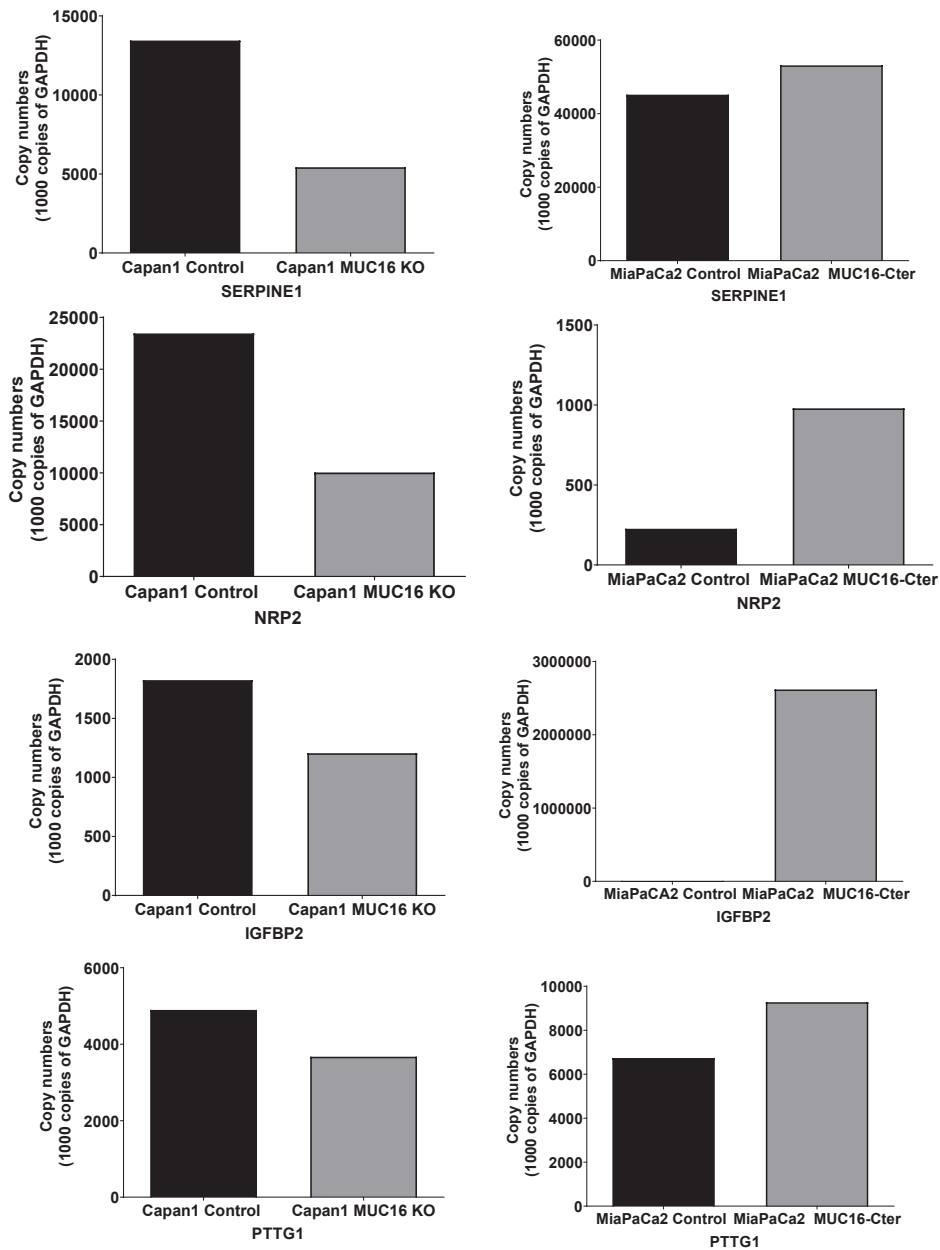 Copy numbers
(1000 copies of GAPDH)
15000
10000
5000
0
Capan1 Control
Capan1 MUC16 KO
SERPINE1
Copy numbers
(1000 copies of GAPDH)
60000
40000
20000
0
MiaPaCa2 Control
MiaPaCa2 MUC16-Cter
SERPINE1
Copy numbers
(1000 copies of GAPDH)
25000
20000
15000
10000
5000
0
Capan1 Control
Capan1 MUC16 KO
NRP2
Copy numbers
(1000 copies of GAPDH)
1500
1000
500
0
MiaPaCa2 Control
MiaPaCa2 MUC16-Cter
NRP2
Copy numbers
(1000 copies of GAPDH)
2000
1500
1000
500
0
Capan1 Control
Capan1 MUC16 KO
IGFBP2
Copy numbers
(1000 copies of GAPDH)
3000000
2000000
1000000
0
MiaPaCA2 Control
MiaPaCa2 MUC16-Cter
IGFBP2
Copy numbers
(1000 copies of GAPDH)
6000
4000
2000
0
Capan1 Control
Capan1 MUC16 KO
PTTG1
Copy numbers
(1000 copies of GAPDH)
10000
8000
6000
4000
2000
0
MiaPaCa2 Control
MiaPaCa2 MUC16-Cter
PTTG1